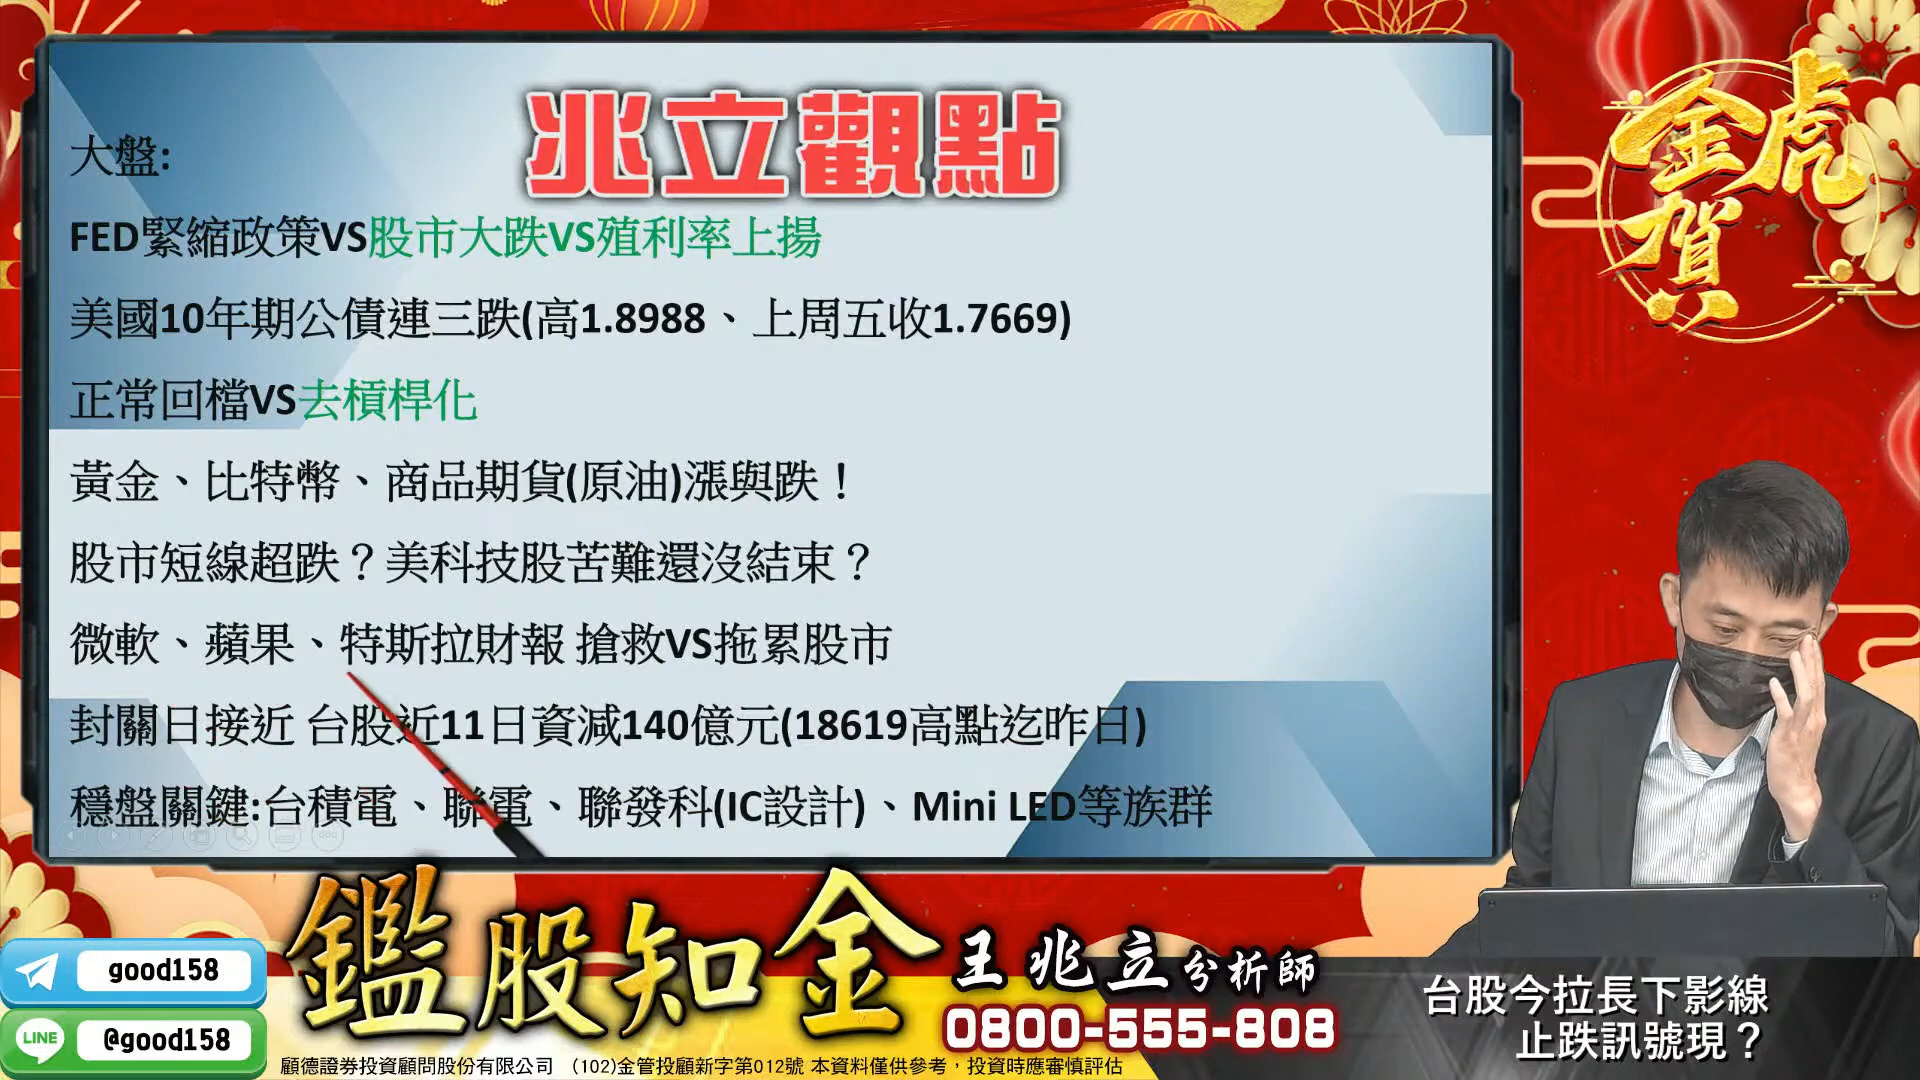 兆立觀點
大盤:
FED緊縮政策VS股市大跌VS殖利率上揚
美國10年期公債連三跌(高1.8988、上周五收1.7669)
正常回檔VS去槓桿化
黃金、比特幣、商品期貨(原油)漲與跌！
股市短線超跌？美科技股苦難還沒結束？
微軟、蘋果、特斯拉財報 搶救VS拖累股市
封關日接近 台股近11日資減140億元(18619高點迄昨日)
穩盤關鍵:台積電、聯電、聯發科(IC設計)、Mini LED等族群
金虎
賀
鑑股知金
王兆立分析師
0800-555-808
good158
LINE
@good158
台股今拉長下影線
止跌訊號現？
顧德證券投資顧問股份有限公司 (102)金管投顧新字第012號 本資料僅供參考，投資時應審慎評估